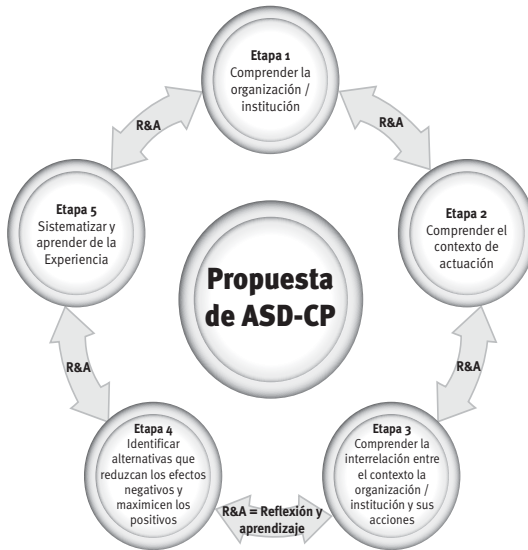 Etapa 1
Comprender la
organización /
institución
R&A
R&A
Etapa 5
Sistematizar y
aprender de la
Experiencia
Etapa 2
Comprender el
contexto de
actuación
Propuesta
de ASD-CP
R&A
R&A
Etapa 4
Identificar
alternativas que
reduzcan los efectos
negativos y
maximicen los
positivos
Etapa 3
Comprender la
interrelación entre
el contexto la
organización /
institución y sus
acciones
R&A = Reflexión y
aprendizaje